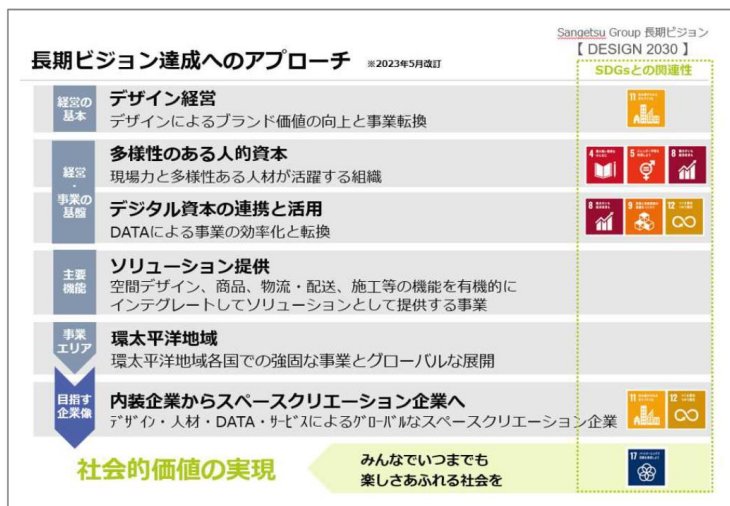 Sangetsu Group 長期ビジョン
【 DESIGN 2030 】
長期ビジョン達成へのアプローチ ※2023年5月改訂
SDGsとの関連性
経営の
基本
デザイン経営
デザインによるブランド価値の向上と事業転換
11
経営
・
事業の
基盤
多様性のある人的資本
現場力と多様性ある人材が活躍する組織
4 5 8
デジタル資本の連携と活用
DATAによる事業の効率化と転換
8 9 12
主要
機能
ソリューション提供
空間デザイン、商品、物流・配送、施工等の機能を有機的に
インテグレートしてソリューションとして提供する事業
事業
エリア
環太平洋地域
環太平洋地域各国での強固な事業とグローバルな展開
目指す
企業像
内装企業からスペースクリエーション企業へ
ﾃﾞｻﾞｲﾝ・人材・DATA・ｻｰﾋﾞｽによるｸﾞﾛｰﾊﾞﾙなスペースクリエーション企業
11 12
社会的価値の実現
みんなでいつまでも
楽しさあふれる社会を
17